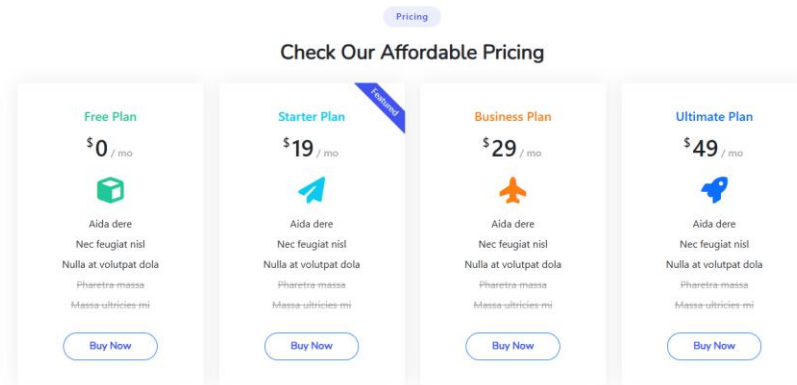 Pricing
Check Our Affordable Pricing
Free Plan
$0 / mo
Aida dere
Nec feugiat nisl
Nulla at volutpat dola
Pharetra massa
Massa ultricies mi
Buy Now
Featured
Starter Plan
$19 / mo
Aida dere
Nec feugiat nisl
Nulla at volutpat dola
Pharetra massa
Massa ultricies mi
Buy Now
Business Plan
$29 / mo
Aida dere
Nec feugiat nisl
Nulla at volutpat dola
Pharetra massa
Massa ultricies mi
Buy Now
Ultimate Plan
$49 / mo
Aida dere
Nec feugiat nisl
Nulla at volutpat dola
Pharetra massa
Massa ultricies mi
Buy Now